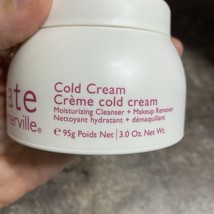 ate
erville®
Cold Cream
Crème cold cream
Moisturizing Cleanser + Makeup Remover
Nettoyant hydratant + démaquillant
℮ 95g Poids Net | 3.0 Oz. Net Wt.